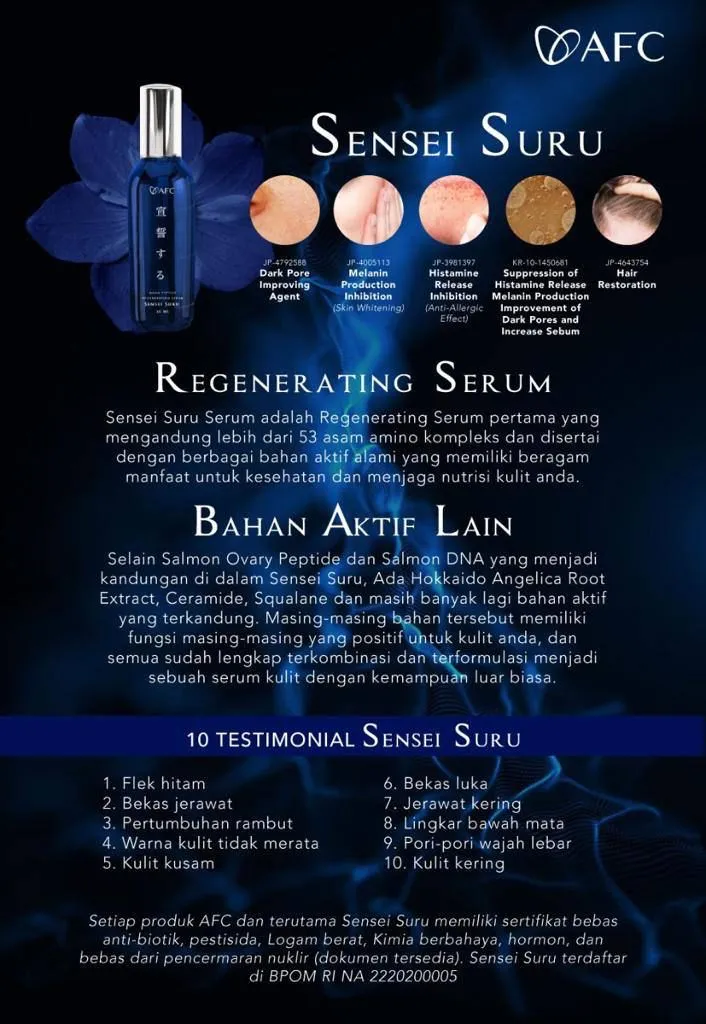 AFC
SENSEI SURU
AFC
宣
誓
す
る
REGENERATING SERUM
SENSEI SURU
JP-4792588
Dark Pore
Improving
Agent
JP-4005113
Melanin
Production
Inhibition
(Skin Whitening)
JP-3981397
Histamine
Release
Inhibition
(Anti-Allergic
Effect)
KR-10-1450681
Suppression of
Histamine Release
Melanin Production
Improvement of
Dark Pores and
Increase Sebum
JP-4643754
Hair
Restoration
REGENERATING SERUM
Sensei Suru Serum adalah Regenerating Serum pertama yang
mengandung lebih dari 53 asam amino kompleks dan disertai
dengan berbagai bahan aktif alami yang memiliki beragam
manfaat untuk kesehatan dan menjaga nutrisi kulit anda.
BAHAN AKTIF LAIN
Selain Salmon Ovary Peptide dan Salmon DNA yang menjadi
kandungan di dalam Sensei Suru, Ada Hokkaido Angelica Root
Extract, Ceramide, Squalane dan masih banyak lagi bahan aktif
yang terkandung. Masing-masing bahan tersebut memiliki
fungsi masing-masing yang positif untuk kulit anda, dan
semua sudah lengkap terkombinasi dan terformulasi menjadi
sebuah serum kulit dengan kemampuan luar biasa.
10 TESTIMONIAL SENSEI SURU
1. Flek hitam
2. Bekas jerawat
3. Pertumbuhan rambut
4. Warna kulit tidak merata
5. Kulit kusam
6. Bekas luka
7. Jerawat kering
8. Lingkar bawah mata
9. Pori-pori wajah lebar
10. Kulit kering
Setiap produk AFC dan terutama Sensei Suru memiliki sertifikat bebas
anti-biotik, pestisida, Logam berat, Kimia berbahaya, hormon, dan
bebas dari pencermaran nuklir (dokumen tersedia). Sensei Suru terdaftar
di BPOM RI NA 2220200005